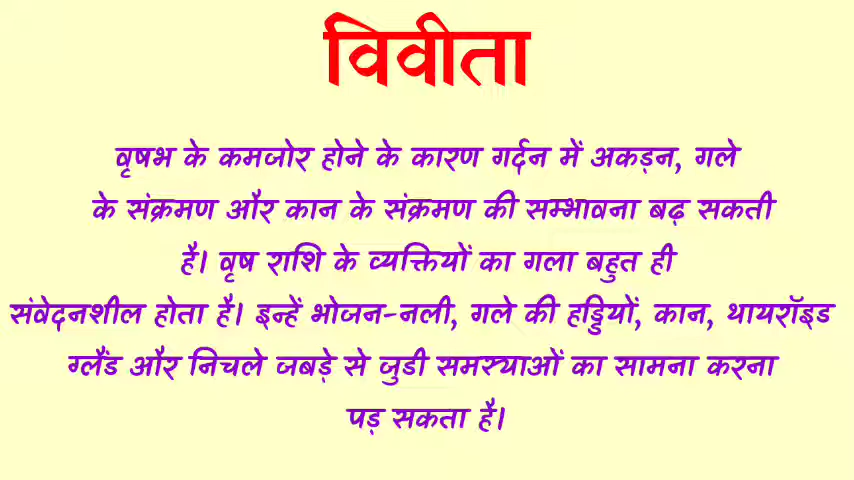 विवीता
वृषभ के कमजोर होने के कारण गर्दन में अकड़न, गले
के संक्रमण और कान के संक्रमण की सम्भावना बढ़ सकती
है। वृष राशि के व्यक्तियों का गला बहुत ही
संवेदनशील होता है। इन्हें भोजन-नली, गले की हड्डियों, कान, थायरॉइड
ग्लैंड और निचले जबड़े से जुडी समस्याओं का सामना करना
पड़ सकता है।